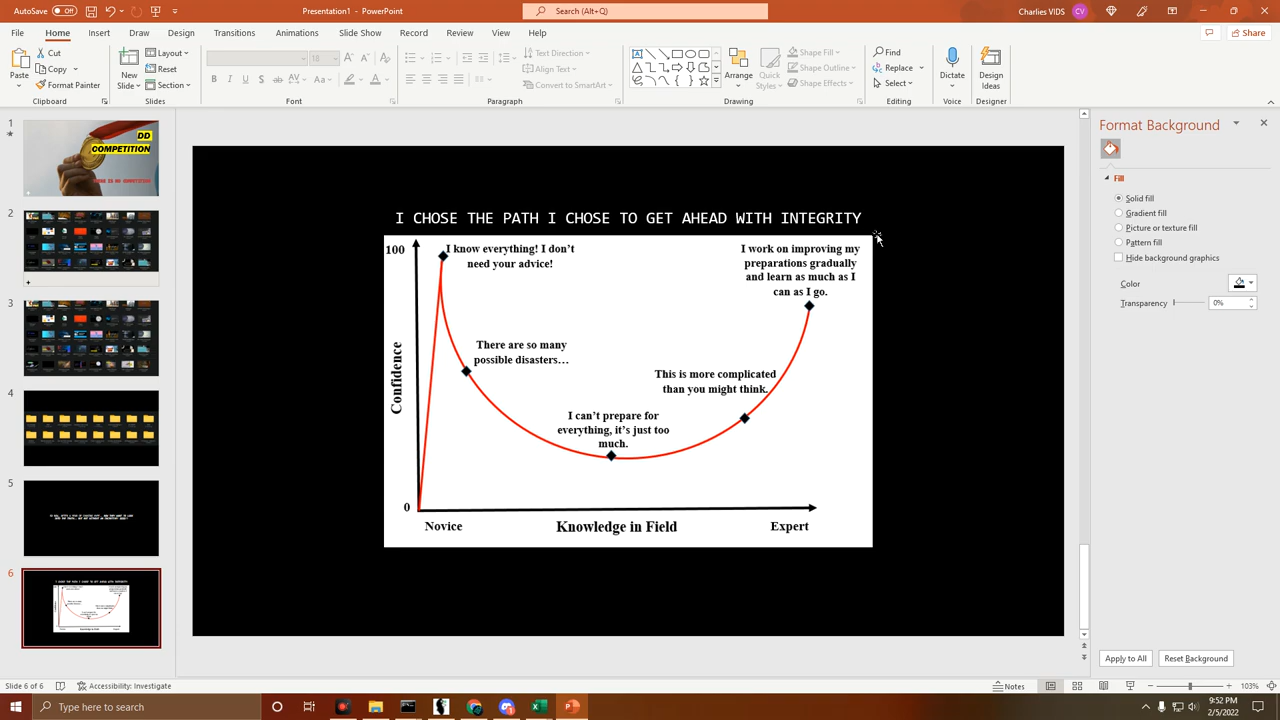 AutoSave Off
Presentation1 - PowerPoint
Search (Alt+Q)
Charlies VIDS
CV
File
Home
Insert
Draw
Design
Transitions
Animations
Slide Show
Record
Review
View
Help
Share
Paste
Cut
Copy
Format Painter
Clipboard
New
Slide
Layout
Reset
Section
Slides
18
Font
Text Direction
Align Text
Convert to SmartArt
Paragraph
Arrange
Quick
Styles
Shape Fill
Shape Outline
Shape Effects
Drawing
Find
Replace
Select
Editing
Dictate
Voice
Design
Ideas
Designer
1
DD
COMPETITION
2
3
4
5
6
I CHOSE THE PATH I CHOSE TO GET AHEAD WITH INTEGRITY
100
I know everything! I don’t
need your advice!
I work on improving my
preparations gradually
and learn as much as I
can as I go.
There are so many
possible disasters…
This is more complicated
than you might think.
I can’t prepare for
everything, it’s just too
much.
Confidence
0
Novice
Knowledge in Field
Expert
Format Background
Fill
Solid fill
Gradient fill
Picture or texture fill
Pattern fill
Hide background graphics
Color
Transparency
0%
Apply to All
Reset Background
Slide 6 of 6
Accessibility: Investigate
Notes
103%
Type here to search
9:52 PM
2/5/2022